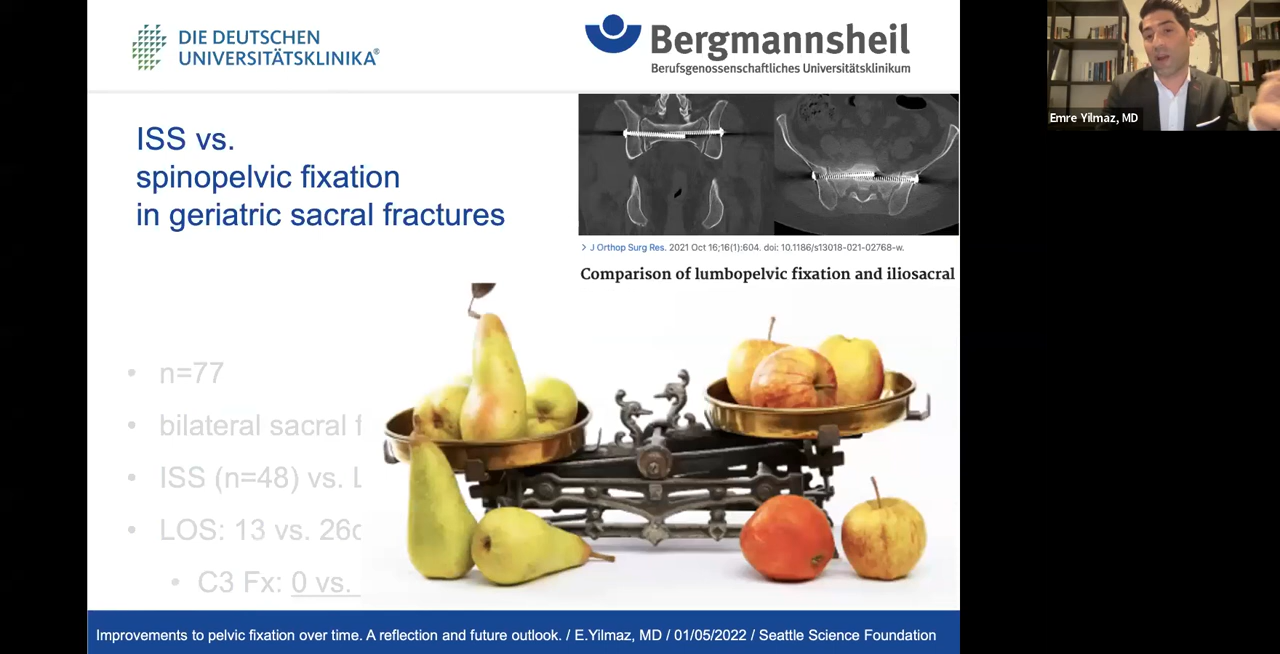 DIE DEUTSCHEN
UNIVERSITÄTSKLINIKA®
Bergmannsheil
Berufsgenossenschaftliches Universitätsklinikum
Emre Yilmaz, MD
ISS vs.
spinopelvic fixation
in geriatric sacral fractures
> J Orthop Surg Res. 2021 Oct 16;16(1):604. doi: 10.1186/s13018-021-02768-w.
Comparison of lumbopelvic fixation and iliosacral
• n=77
• bilateral sacral f
• ISS (n=48) vs. L
• LOS: 13 vs. 26d
• C3 Fx: 0 vs.
Improvements to pelvic fixation over time. A reflection and future outlook. / E.Yilmaz, MD / 01/05/2022 / Seattle Science Foundation